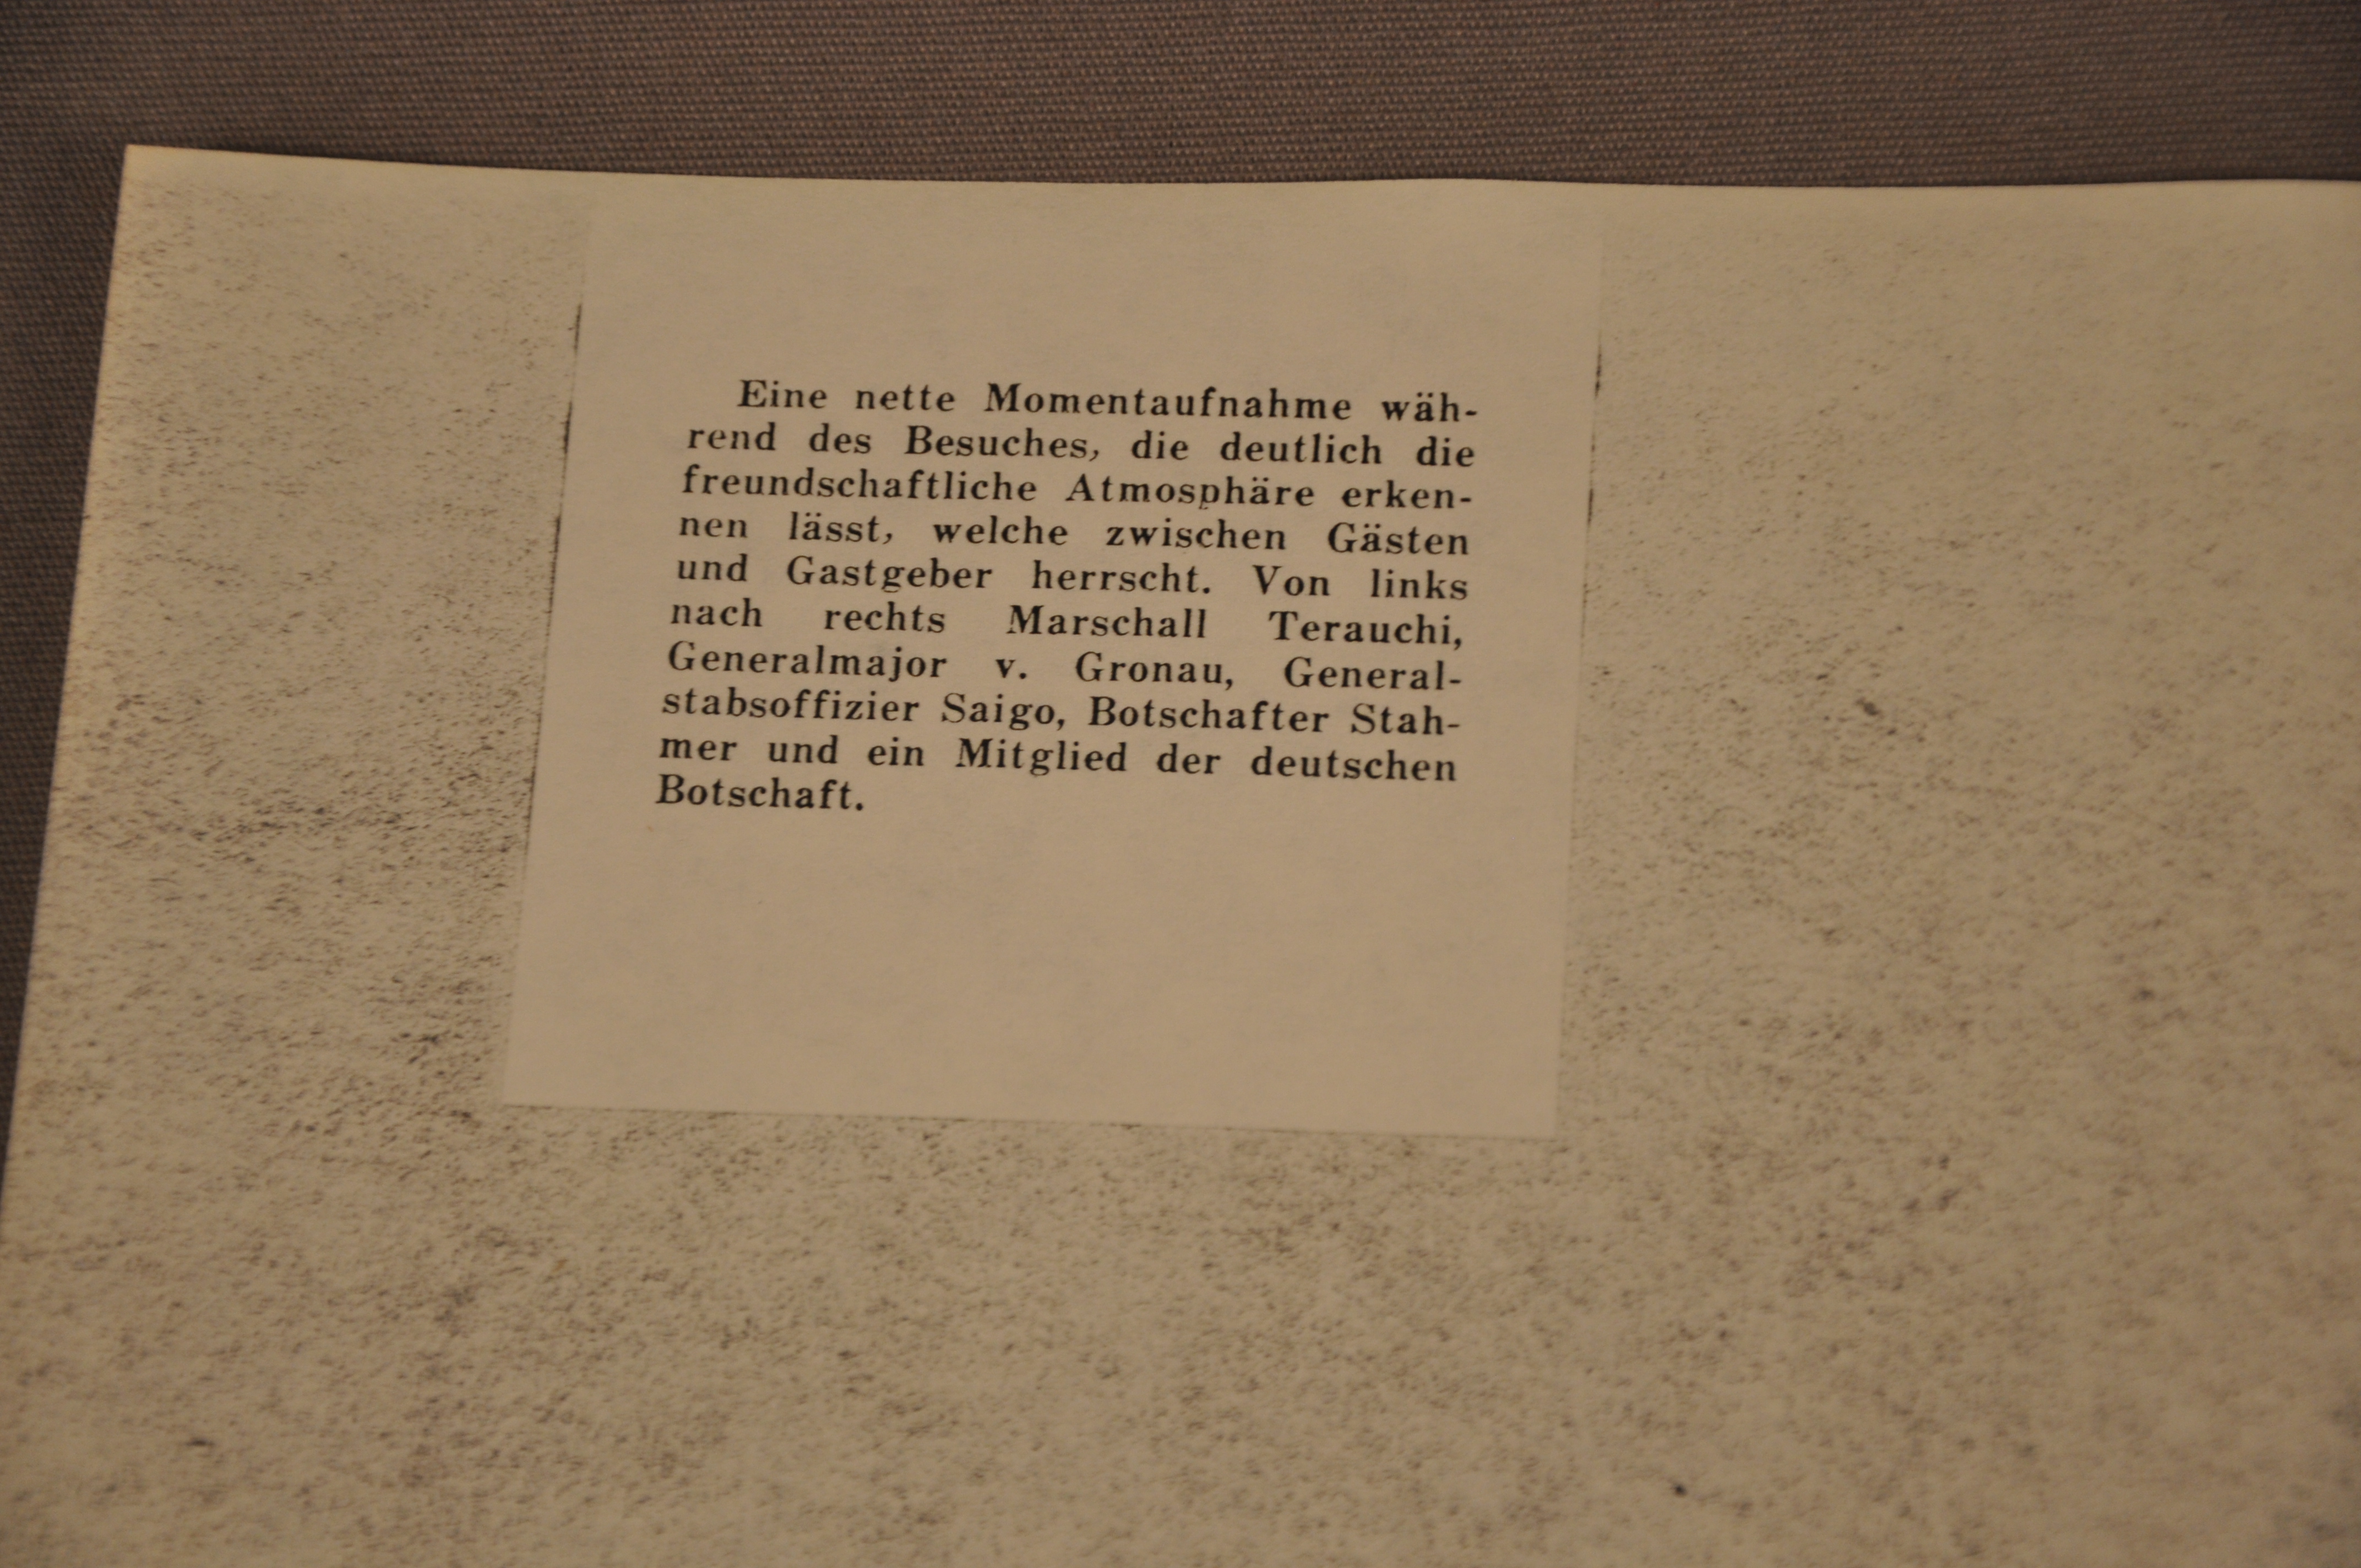 Eine nette Momentaufnahme wäh-
rend des Besuches, die deutlich die
freundschaftliche Atmosphäre erken-
nen lässt, welche zwischen Gästen
und Gastgeber herrscht. Von links
nach rechts Marschall Terauchi,
Generalmajor v. Gronau, General-
stabsoffizier Saigo, Botschafter Stah-
mer und ein Mitglied der deutschen
Botschaft.